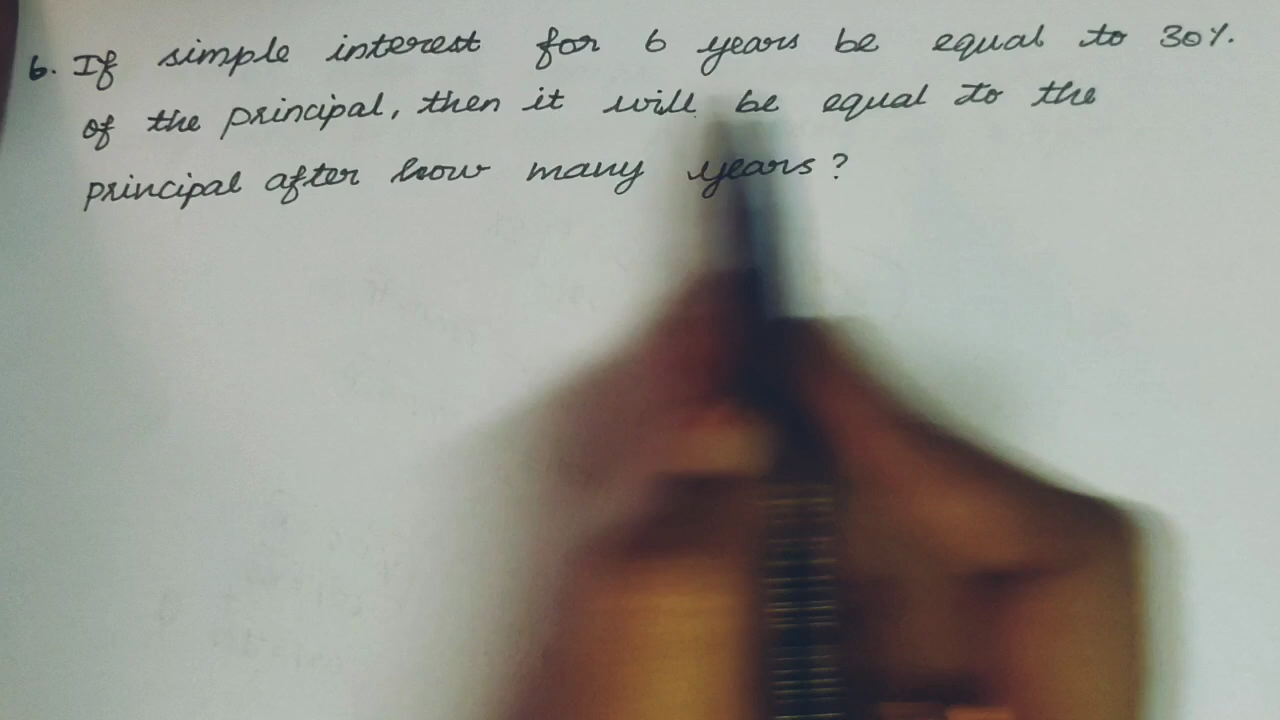 6. If simple interest for 6 years be equal to 30%.
of the principal, then it will be equal to the
principal after how many years?